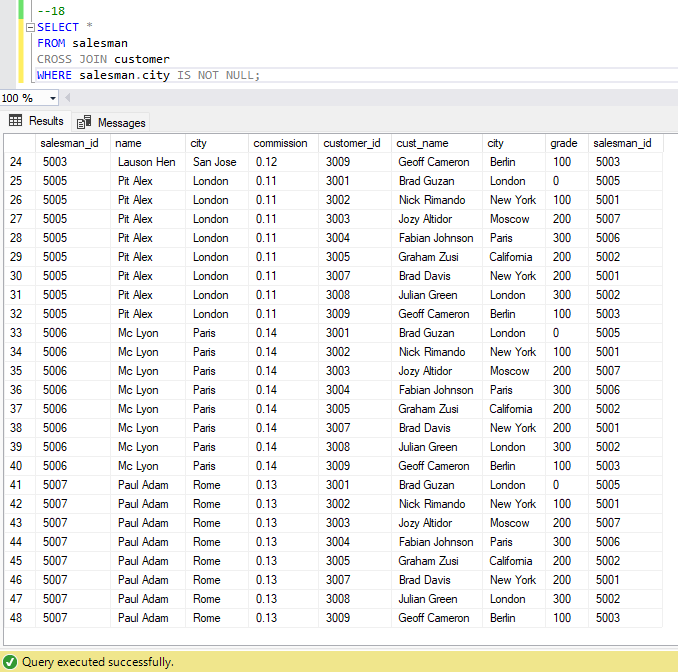 --18
SELECT *
FROM salesman
CROSS JOIN customer
WHERE salesman.city IS NOT NULL;
100 %
Results Messages
salesman_id name city commission customer_id cust_name city grade salesman_id
24 5003 Lauson Hen San Jose 0.12 3009 Geoff Cameron Berlin 100 5003
25 5005 Pit Alex London 0.11 3001 Brad Guzan London 0 5005
26 5005 Pit Alex London 0.11 3002 Nick Rimando New York 100 5001
27 5005 Pit Alex London 0.11 3003 Jozy Altidor Moscow 200 5007
28 5005 Pit Alex London 0.11 3004 Fabian Johnson Paris 300 5006
29 5005 Pit Alex London 0.11 3005 Graham Zusi California 200 5002
30 5005 Pit Alex London 0.11 3007 Brad Davis New York 200 5001
31 5005 Pit Alex London 0.11 3008 Julian Green London 300 5002
32 5005 Pit Alex London 0.11 3009 Geoff Cameron Berlin 100 5003
33 5006 Mc Lyon Paris 0.14 3001 Brad Guzan London 0 5005
34 5006 Mc Lyon Paris 0.14 3002 Nick Rimando New York 100 5001
35 5006 Mc Lyon Paris 0.14 3003 Jozy Altidor Moscow 200 5007
36 5006 Mc Lyon Paris 0.14 3004 Fabian Johnson Paris 300 5006
37 5006 Mc Lyon Paris 0.14 3005 Graham Zusi California 200 5002
38 5006 Mc Lyon Paris 0.14 3007 Brad Davis New York 200 5001
39 5006 Mc Lyon Paris 0.14 3008 Julian Green London 300 5002
40 5006 Mc Lyon Paris 0.14 3009 Geoff Cameron Berlin 100 5003
41 5007 Paul Adam Rome 0.13 3001 Brad Guzan London 0 5005
42 5007 Paul Adam Rome 0.13 3002 Nick Rimando New York 100 5001
43 5007 Paul Adam Rome 0.13 3003 Jozy Altidor Moscow 200 5007
44 5007 Paul Adam Rome 0.13 3004 Fabian Johnson Paris 300 5006
45 5007 Paul Adam Rome 0.13 3005 Graham Zusi California 200 5002
46 5007 Paul Adam Rome 0.13 3007 Brad Davis New York 200 5001
47 5007 Paul Adam Rome 0.13 3008 Julian Green London 300 5002
48 5007 Paul Adam Rome 0.13 3009 Geoff Cameron Berlin 100 5003
Query executed successfully.